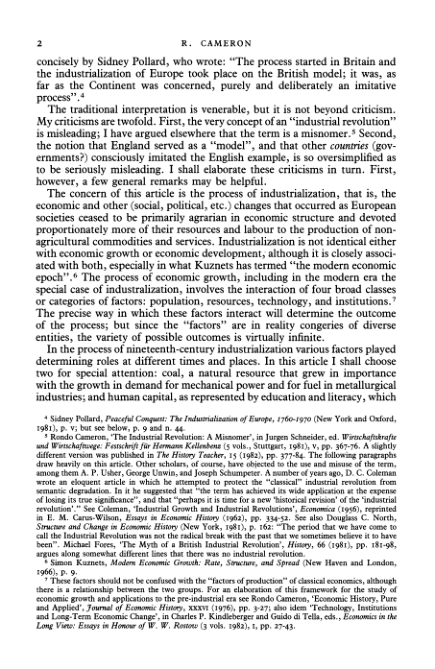 2
R. CAMERON
concisely by Sidney Pollard, who wrote: "The process started in Britain and
the industrialization of Europe took place on the British model; it was, as
far as the Continent was concerned, purely and deliberately an imitative
process".⁴
The traditional interpretation is venerable, but it is not beyond criticism.
My criticisms are twofold. First, the very concept of an "industrial revolution"
is misleading; I have argued elsewhere that the term is a misnomer.⁵ Second,
the notion that England served as a "model", and that other countries (gov-
ernments?) consciously imitated the English example, is so oversimplified as
to be seriously misleading. I shall elaborate these criticisms in turn. First,
however, a few general remarks may be helpful.
The concern of this article is the process of industrialization, that is, the
economic and other (social, political, etc.) changes that occurred as European
societies ceased to be primarily agrarian in economic structure and devoted
proportionately more of their resources and labour to the production of non-
agricultural commodities and services. Industrialization is not identical either
with economic growth or economic development, although it is closely associ-
ated with both, especially in what Kuznets has termed "the modern economic
epoch".⁶ The process of economic growth, including in the modern era the
special case of industralization, involves the interaction of four broad classes
or categories of factors: population, resources, technology, and institutions.⁷
The precise way in which these factors interact will determine the outcome
of the process; but since the "factors" are in reality congeries of diverse
entities, the variety of possible outcomes is virtually infinite.
In the process of nineteenth-century industrialization various factors played
determining roles at different times and places. In this article I shall choose
two for special attention: coal, a natural resource that grew in importance
with the growth in demand for mechanical power and for fuel in metallurgical
industries; and human capital, as represented by education and literacy, which
⁴ Sidney Pollard, Peaceful Conquest: The Industrialization of Europe, 1760-1970 (New York and Oxford,
1981), p. v; but see below, p. 9 and n. 44.
⁵ Rondo Cameron, 'The Industrial Revolution: A Misnomer', in Jurgen Schneider, ed. Wirtschaftskrafte
und Wirtschaftswege: Festschrift für Hermann Kellenbenz (5 vols., Stuttgart, 1981), v, pp. 367-76. A slightly
different version was published in The History Teacher, 15 (1982), pp. 377-84. The following paragraphs
draw heavily on this article. Other scholars, of course, have objected to the use and misuse of the term,
among them A. P. Usher, George Unwin, and Joseph Schumpeter. A number of years ago, D. C. Coleman
wrote an eloquent article in which he attempted to protect the "classical" industrial revolution from
semantic degradation. In it he suggested that "the term has achieved its wide application at the expense
of losing its true significance", and that "perhaps it is time for a new 'historical revision' of the 'industrial
revolution'." See Coleman, 'Industrial Growth and Industrial Revolutions', Economica (1956), reprinted
in E. M. Carus-Wilson, Essays in Economic History (1962), pp. 334-52. See also Douglass C. North,
Structure and Change in Economic History (New York, 1981), p. 162: "The period that we have come to
call the Industrial Revolution was not the radical break with the past that we sometimes believe it to have
been". Michael Fores, 'The Myth of a British Industrial Revolution', History, 66 (1981), pp. 181-98,
argues along somewhat different lines that there was no industrial revolution.
⁶ Simon Kuznets, Modern Economic Growth: Rate, Structure, and Spread (New Haven and London,
1966), p. 9.
⁷ These factors should not be confused with the "factors of production" of classical economics, although
there is a relationship between the two groups. For an elaboration of this framework for the study of
economic growth and applications to the pre-industrial era see Rondo Cameron, 'Economic History, Pure
and Applied', Journal of Economic History, XXXVI (1976), pp. 3-27; also idem 'Technology, Institutions
and Long-Term Economic Change', in Charles P. Kindleberger and Guido di Tella, eds., Economics in the
Long View: Essays in Honour of W. W. Rostow (3 vols. 1982), I, pp. 27-43.